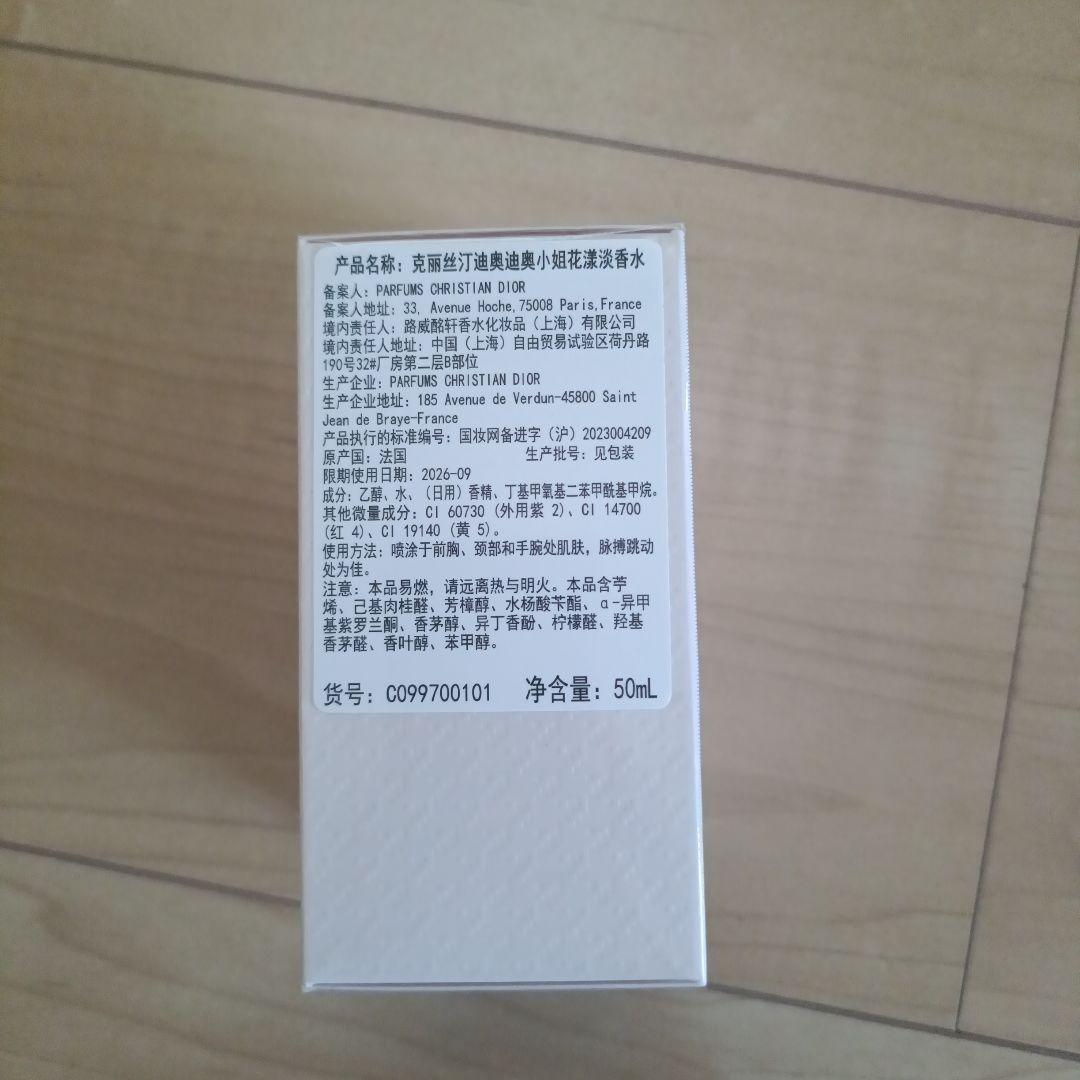 产品名称：克丽丝汀迪奥迪奥小姐花漾淡香水
备案人：PARFUMS CHRISTIAN DIOR
备案人地址：33, Avenue Hoche,75008 Paris,France
境内责任人：路威酩轩香水化妆品（上海）有限公司
境内责任人地址：中国（上海）自由贸易试验区荷丹路
190号32#厂房第二层B部位
生产企业：PARFUMS CHRISTIAN DIOR
生产企业地址：185 Avenue de Verdun-45800 Saint
Jean de Braye-France
产品执行的标准编号：国妆网备进字（沪）2023004209
原产国：法国 生产批号：见包装
限期使用日期：2026-09
成分：乙醇、水、（日用）香精、丁基甲氧基二苯甲酰基甲烷。
其他微量成分：CI 60730 (外用紫 2)、CI 14700
(红 4)、CI 19140 (黄 5)。
使用方法：喷涂于前胸、颈部和手腕处肌肤，脉搏跳动
处为佳。
注意：本品易燃，请远离热与明火。本品含苧
烯、己基肉桂醛、芳樟醇、水杨酸苄酯、α-异甲
基紫罗兰酮、香茅醇、异丁香酚、柠檬醛、羟基
香茅醛、香叶醇、苯甲醇。
货号：C099700101 净含量：50mL